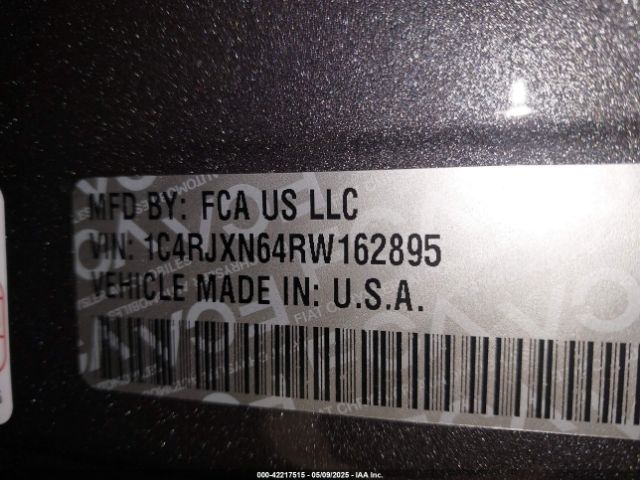 MFD BY: FCA US LLC
VIN: 1C4RJXN64RW162895
VEHICLE MADE IN: U.S.A.
000-42217515 - 05/09/2025 - IAA Inc.